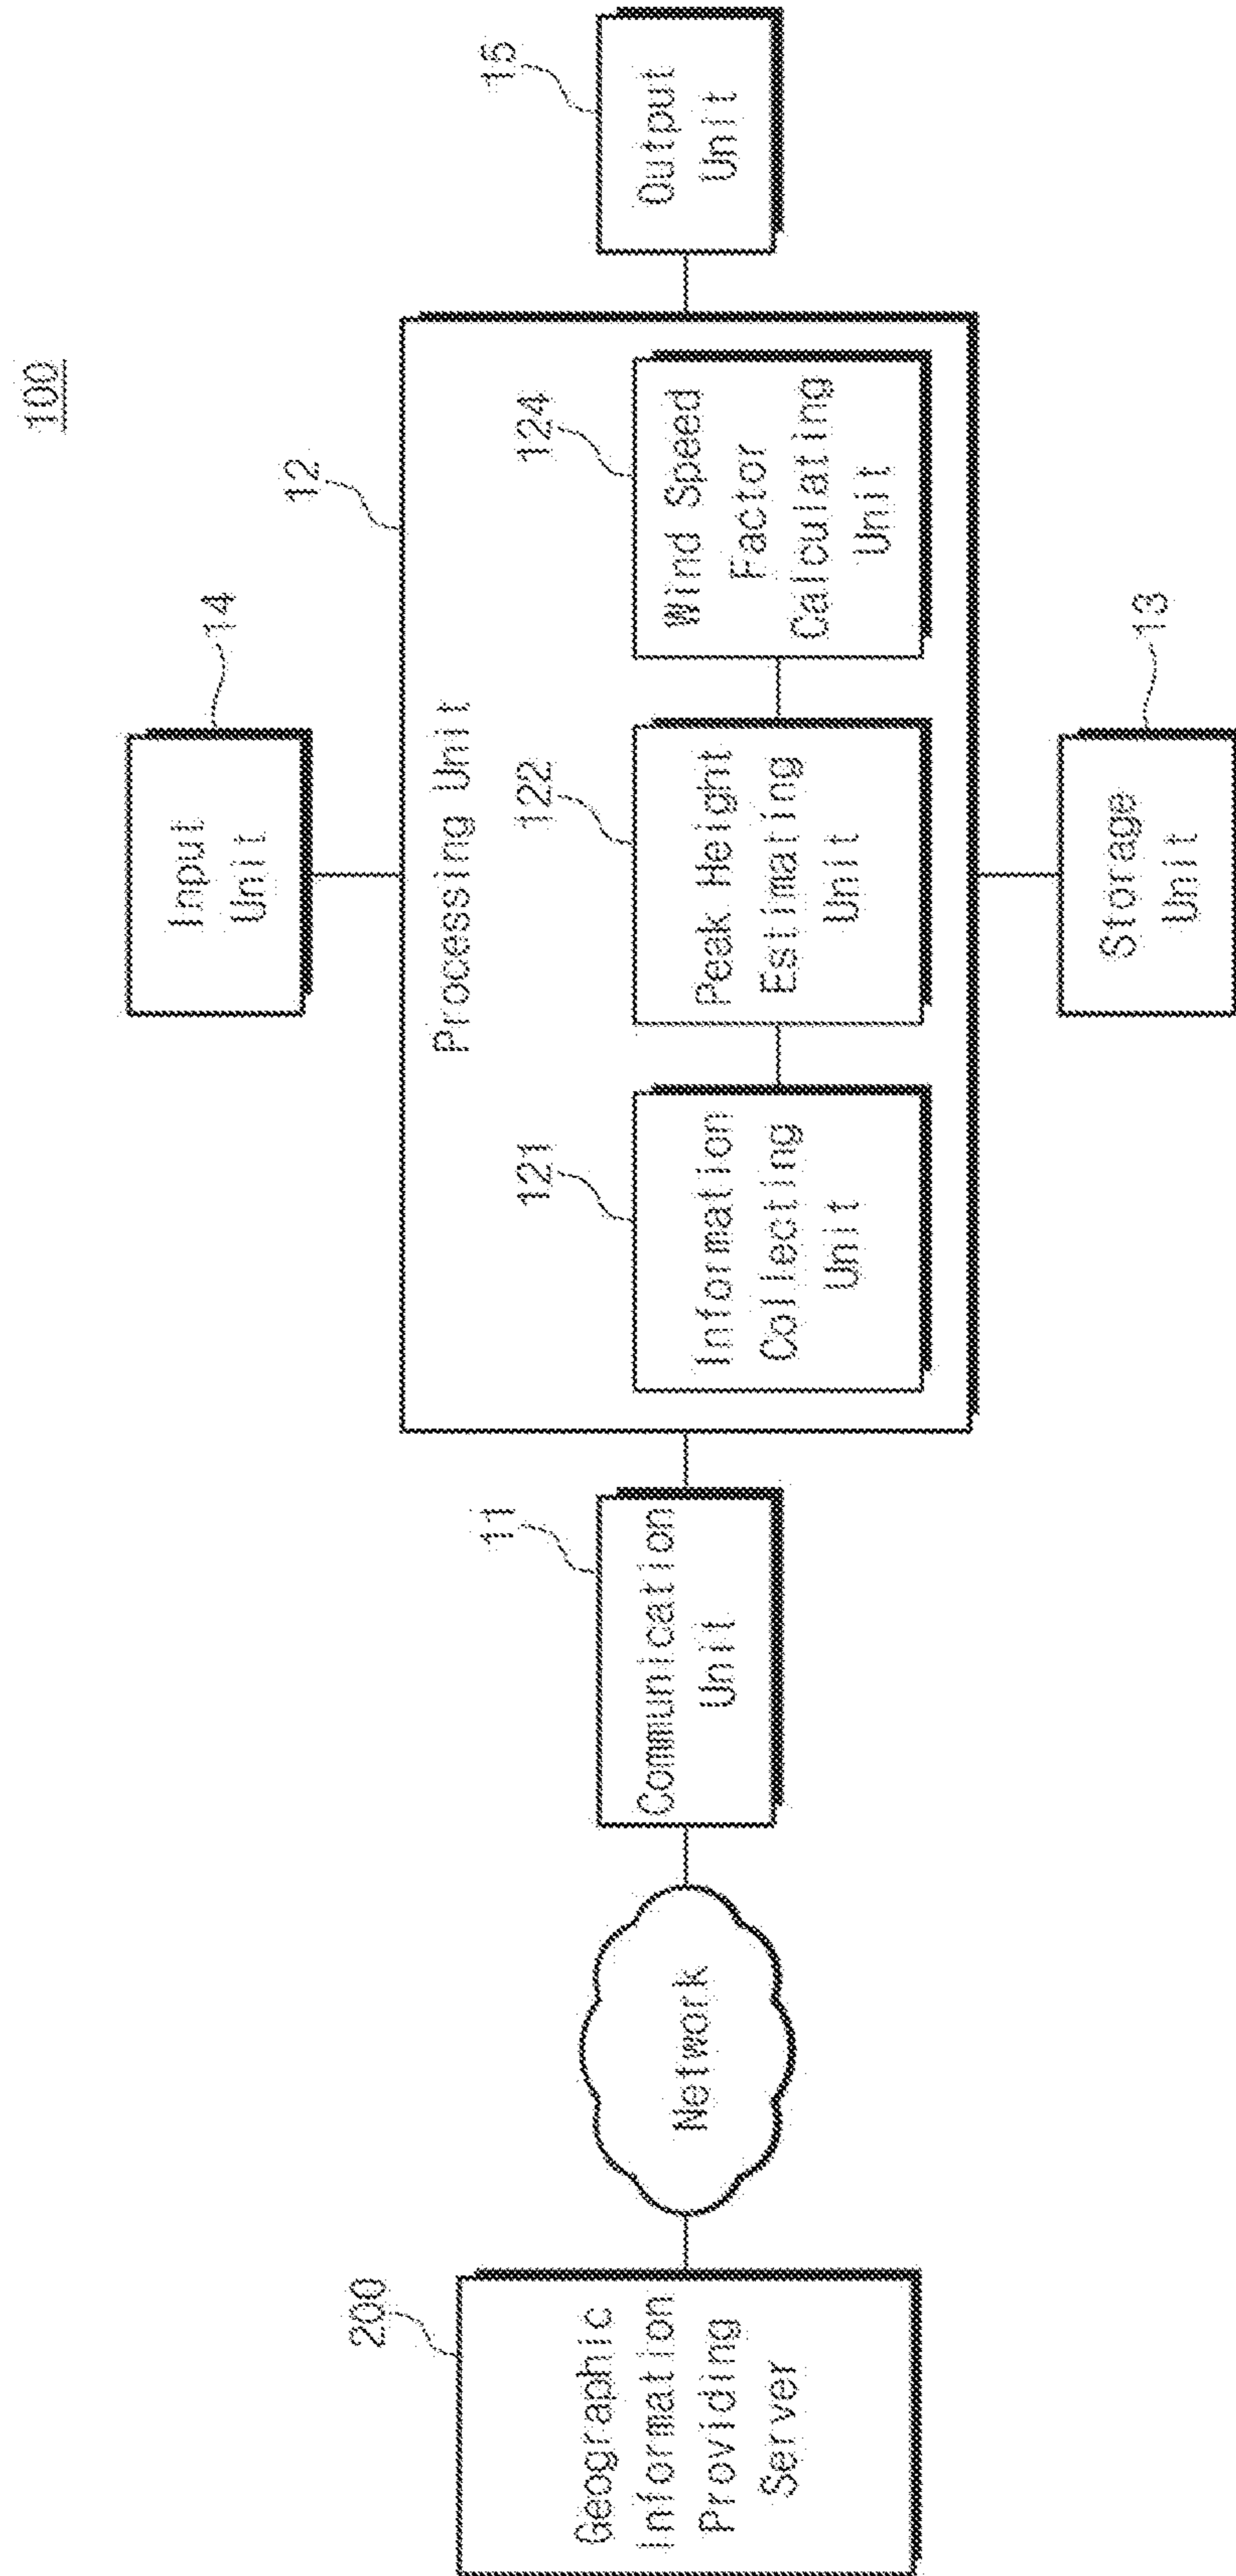 100
14
Input
Unit
12
Processing Unit
200
Geographic
Information
Providing
Server
Network
11
Communication
Unit
121
Information
Collecting
Unit
122
Peak Height
Estimating
Unit
124
Wind Speed
Factor
Calculating
Unit
15
Output
Unit
Storage
Unit
13